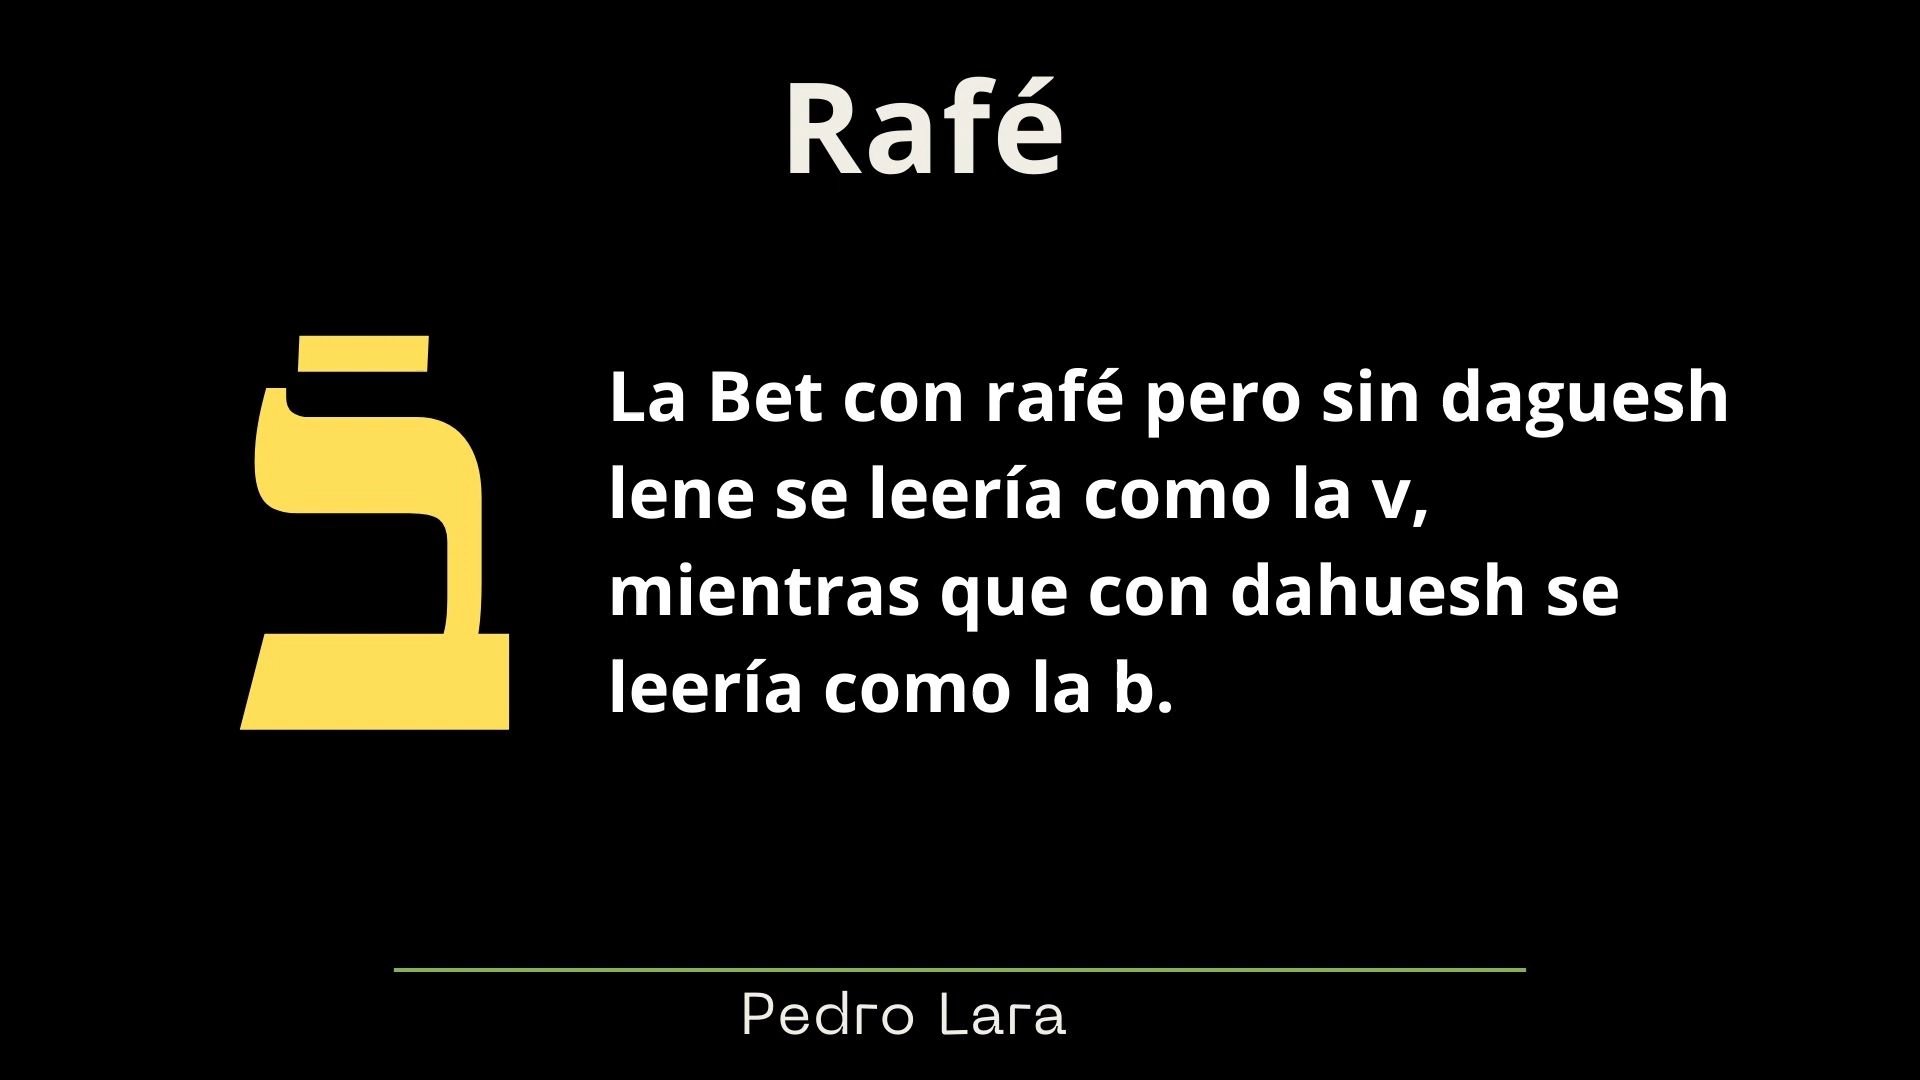 Rafé
בֿ
La Bet con rafé pero sin daguesh
lene se leería como la v,
mientras que con dahuesh se
leería como la b.
Pedro Lara